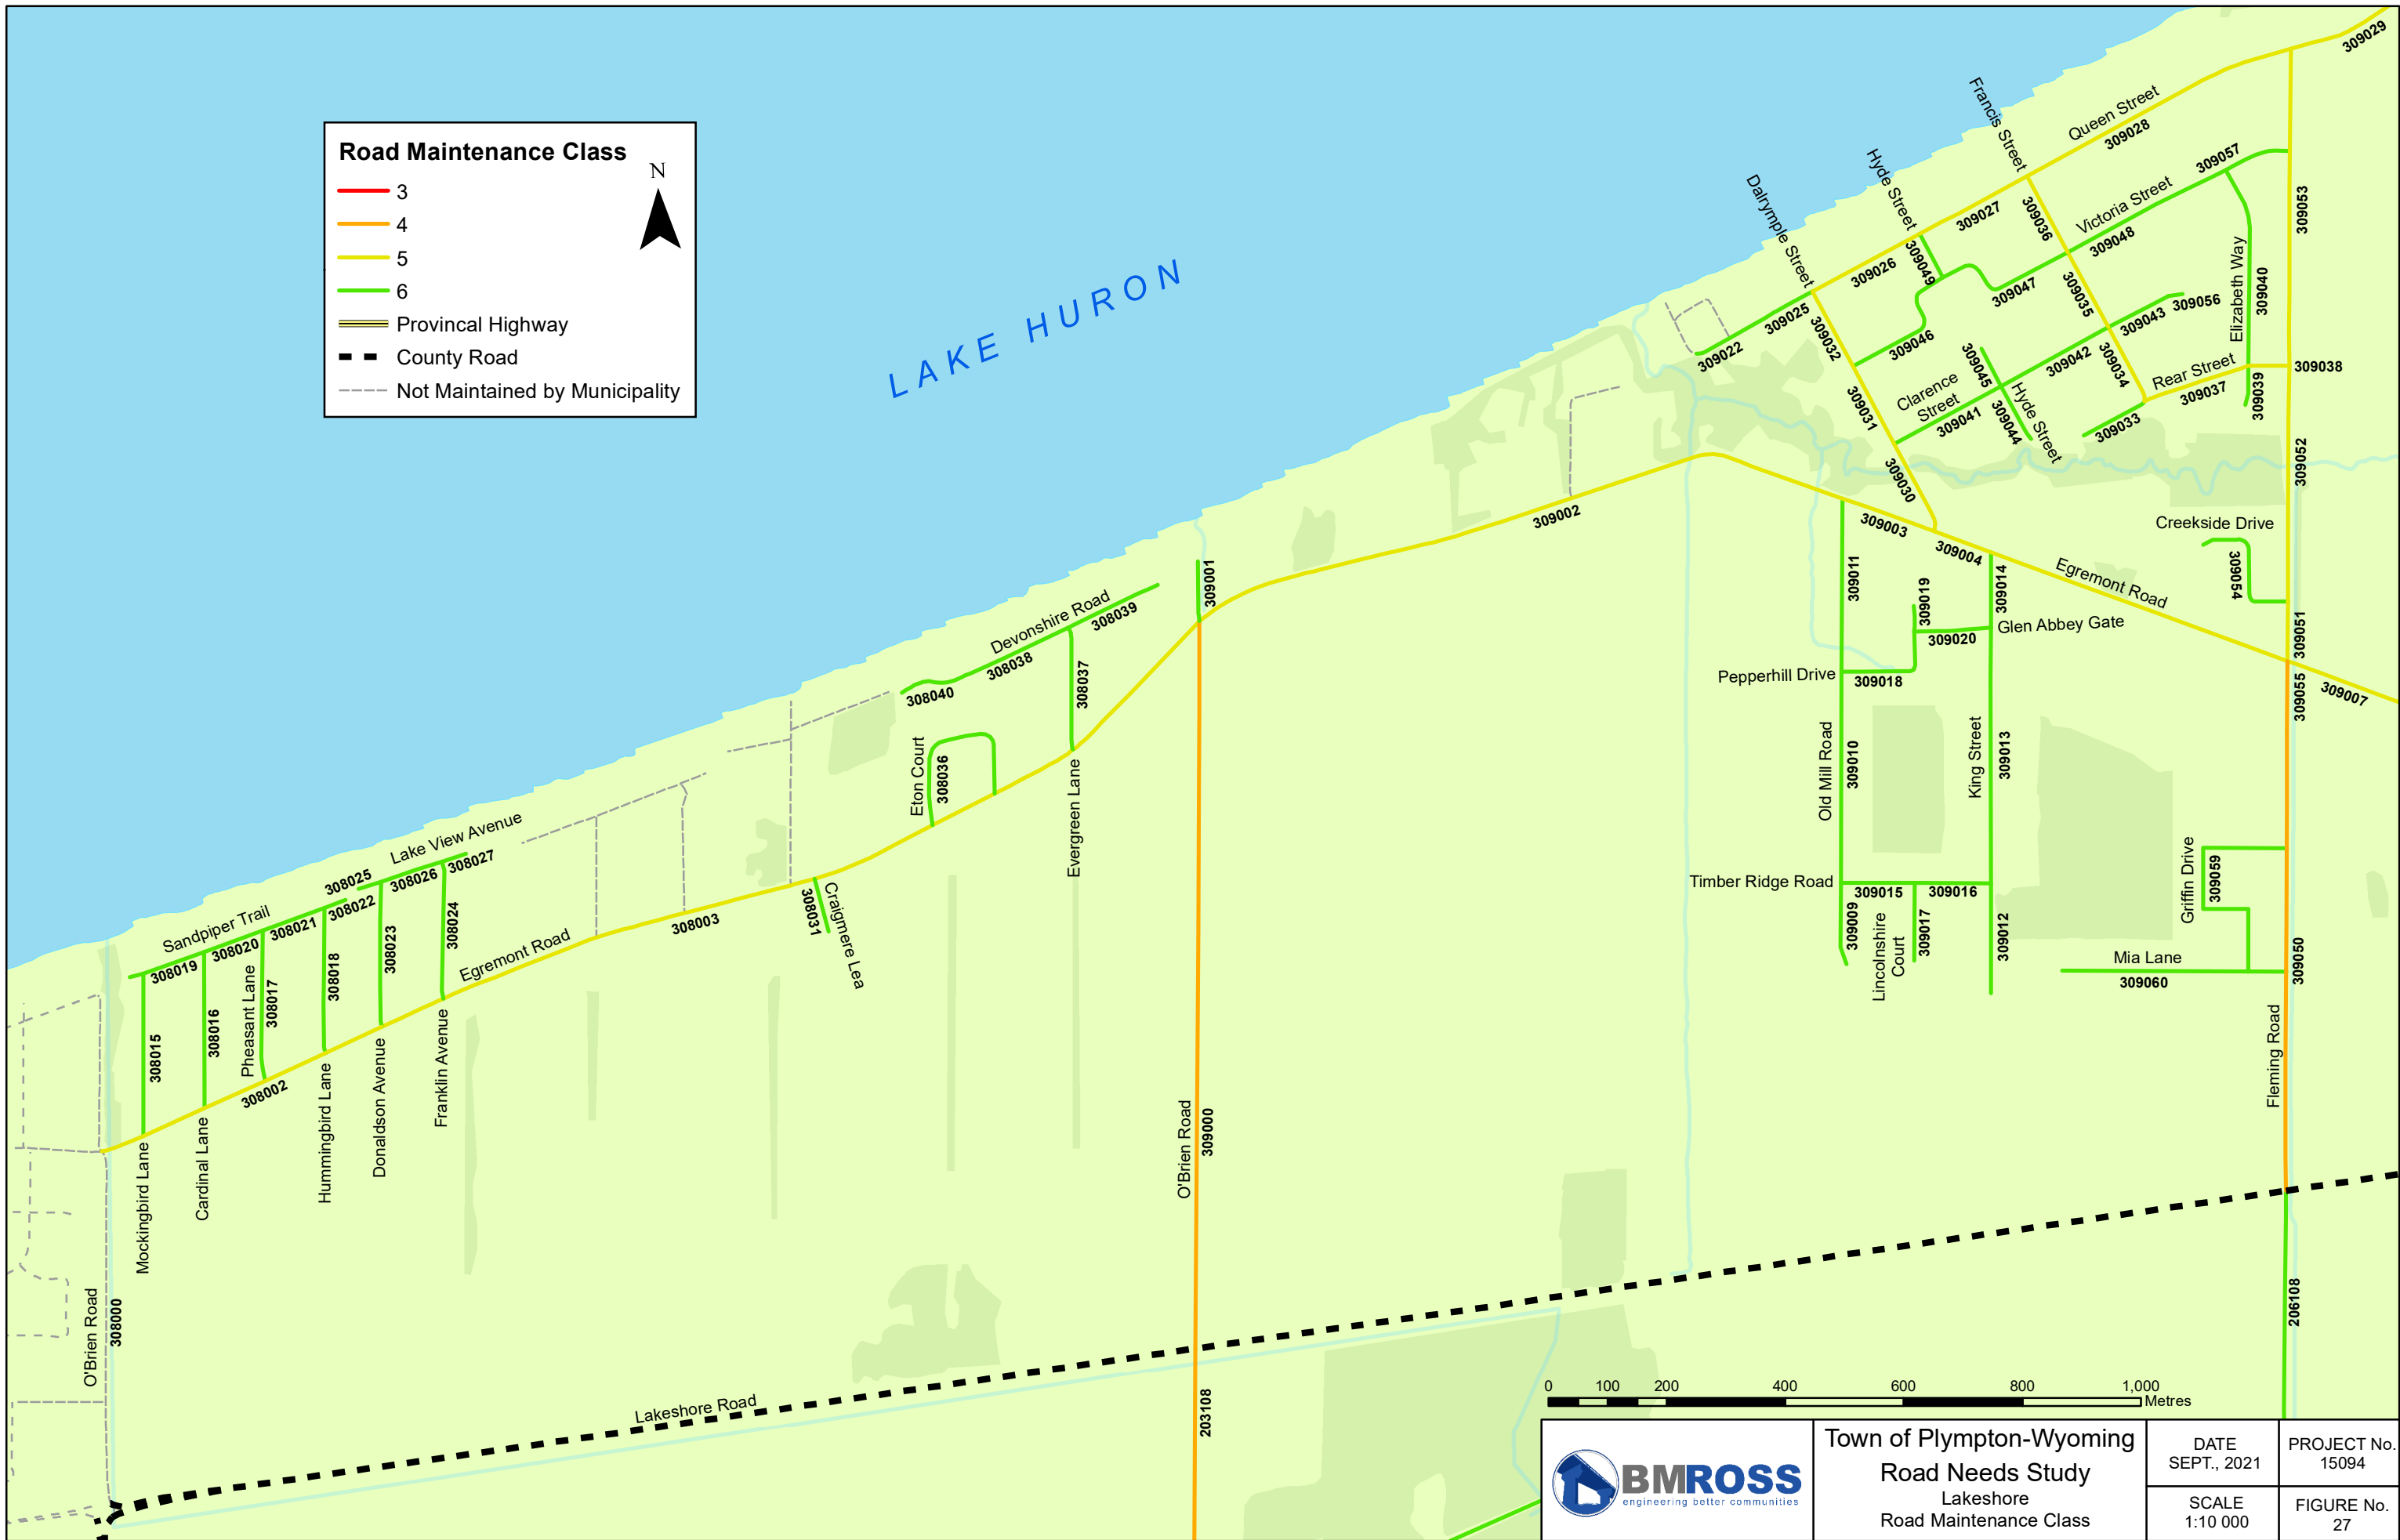 Road Maintenance Class
N
3
4
5
6
Provincal Highway
County Road
Not Maintained by Municipality
LAKE HURON
309029
Francis Street
Queen Street
309028
Hyde Street
309057
Dalrymple Street
309027
309036
Victoria Street
309048
309053
309026
309049
Elizabeth Way
309040
309025
309047
309035
309056
309043
309032
309046
309022
309045
309042
309034
Rear Street
309038
309037
309039
Clarence
Street
309041
309031
309044
Hyde Street
309033
309052
309030
309002
309003
Creekside Drive
309004
309054
309011
309014
Egremont Road
309019
Glen Abbey Gate
309020
309051
309001
Devonshire Road
308039
308038
308040
308037
Pepperhill Drive
309018
309055
309007
Eton Court
308036
Old Mill Road
309010
King Street
309013
Evergreen Lane
Lake View Avenue
308027
308025
308026
Timber Ridge Road
309015
309016
Griffin Drive
309059
Sandpiper Trail
308022
308021
308020
308019
308024
308023
308003
308031
Craigmere Lea
309009
Lincolnshire
Court
309017
309012
309050
Egremont Road
Mia Lane
309060
Pheasant Lane
308017
308018
308016
308015
308002
Fleming Road
Franklin Avenue
Donaldson Avenue
Hummingbird Lane
Cardinal Lane
Mockingbird Lane
O'Brien Road
309000
O'Brien Road
308000
206108
Lakeshore Road
203108
0 100 200 400 600 800 1,000
Metres
BMROSS
engineering better communities
Town of Plympton-Wyoming
Road Needs Study
Lakeshore
Road Maintenance Class
DATE
SEPT., 2021
PROJECT No.
15094
SCALE
1:10 000
FIGURE No.
27